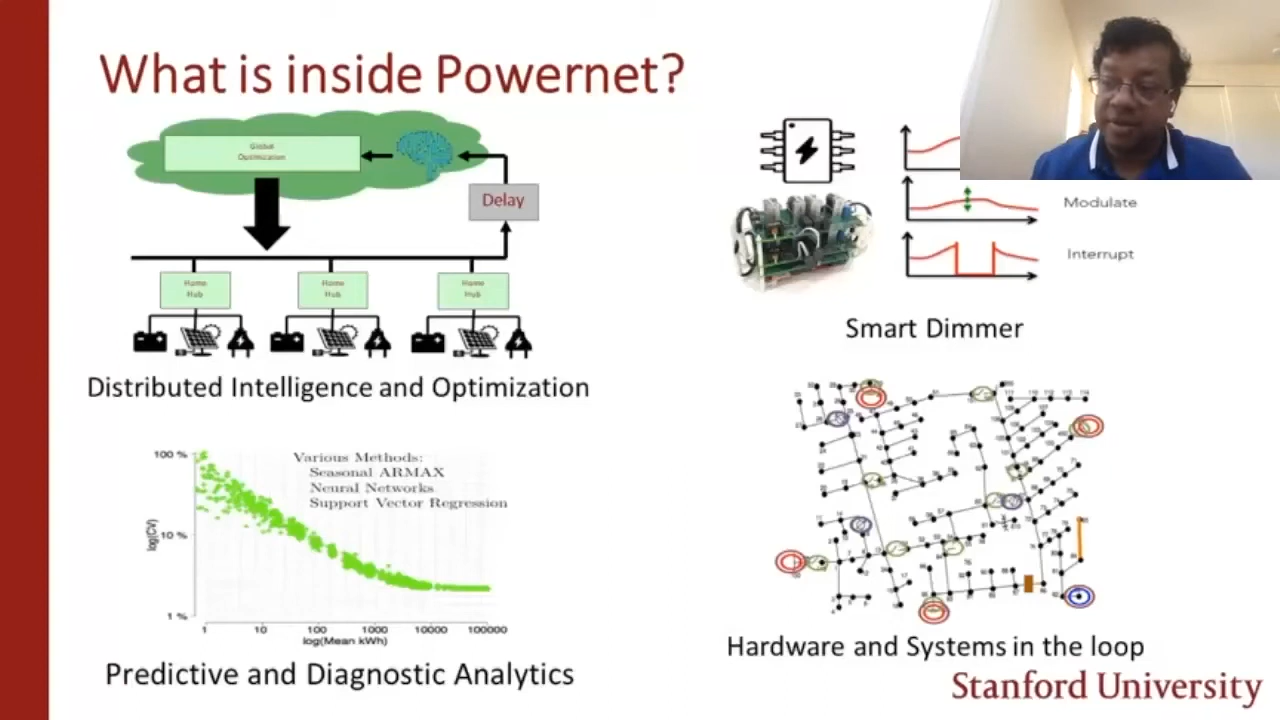 What is inside Powernet?
Global
Optimization
Delay
Home
Hub
Home
Hub
Home
Hub
Distributed Intelligence and Optimization
Modulate
Interrupt
Smart Dimmer
Various Methods:
Seasonal ARMAX
Neural Networks
Support Vector Regression
100 %
10 %
1 %
log(CV)
1 10 100 1000 10000 100000
log(Mean kWh)
Predictive and Diagnostic Analytics
Hardware and Systems in the loop
Stanford University